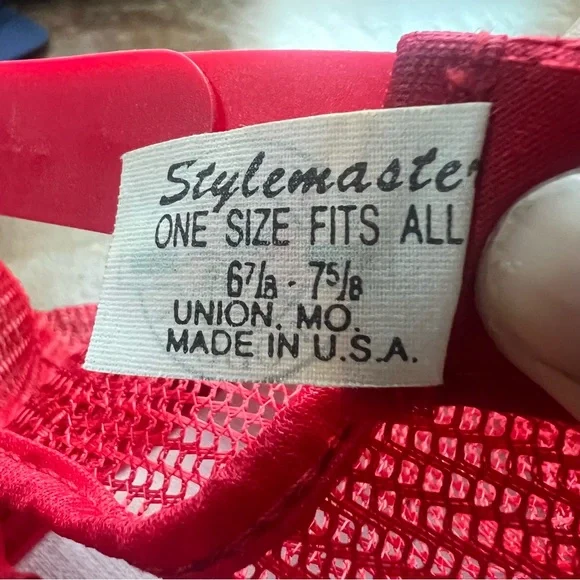 Stylemaster
ONE SIZE FITS ALL
6⅞ - 7⅝
UNION, MO.
MADE IN U.S.A.